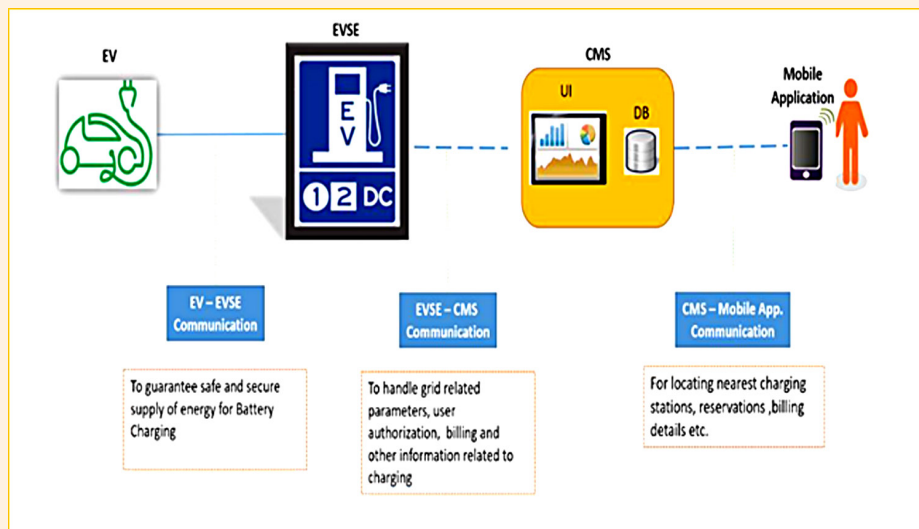 EV
EVSE
CMS
Mobile
Application
E
V
1 2 DC
UI
DB
EV – EVSE
Communication
EVSE – CMS
Communication
CMS – Mobile App.
Communication
To guarantee safe and secure
supply of energy for Battery
Charging
To handle grid related
parameters, user
authorization, billing and
other information related to
charging
For locating nearest charging
stations, reservations ,billing
details etc.